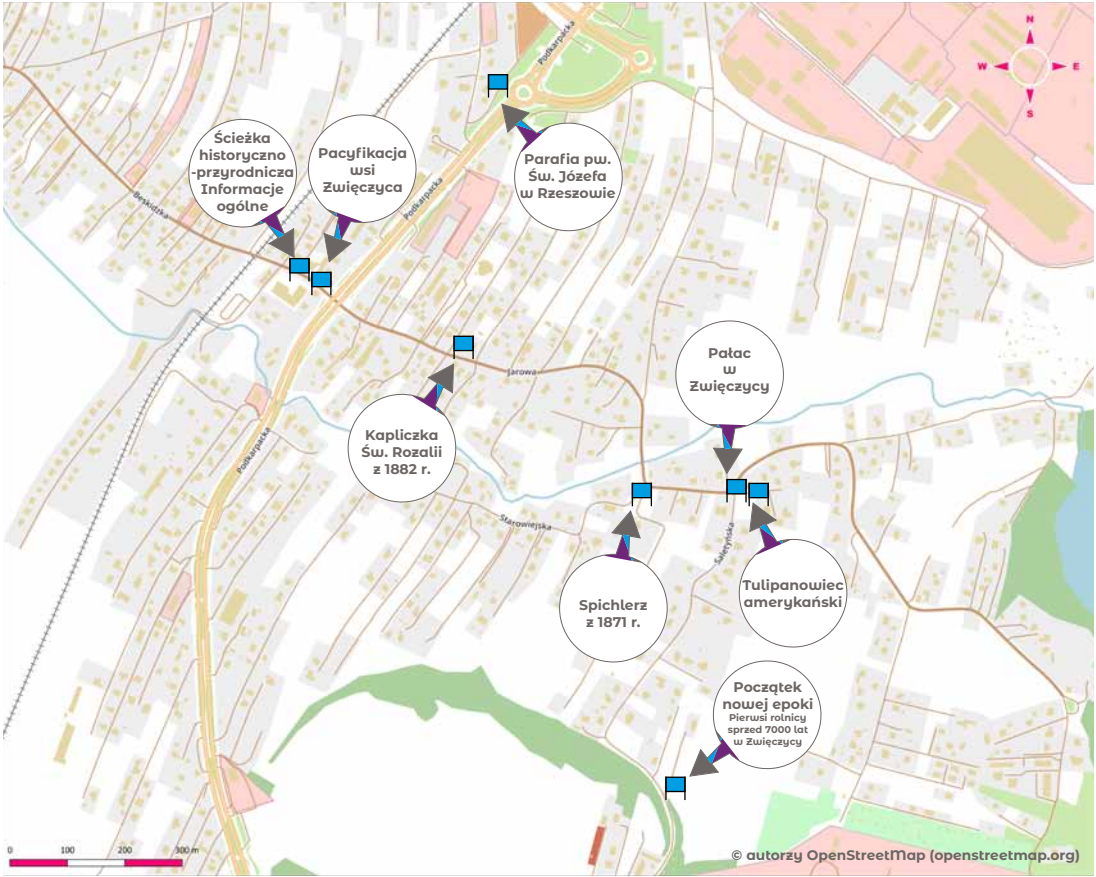 Podkarpacka
N
W
E
S
Ścieżka
historyczno
-przyrodnicza
Informacje
ogólne
Pacyfikacja
wsi
Zwięczyca
Parafia pw.
Św. Józefa
w Rzeszowie
Podkarpacka
Beskidzka
Jarowa
Pałac
w
Zwięczycy
Kapliczka
Św. Rozalii
z 1882 r.
Podkarpacka
Starowiejska
Saletyńska
Spichlerz
z 1871 r.
Tulipanowiec
amerykański
Początek
nowej epoki
Pierwsi rolnicy
sprzed 7000 lat
w Zwięczycy
0 100 200 300 m
© autorzy OpenStreetMap (openstreetmap.org)